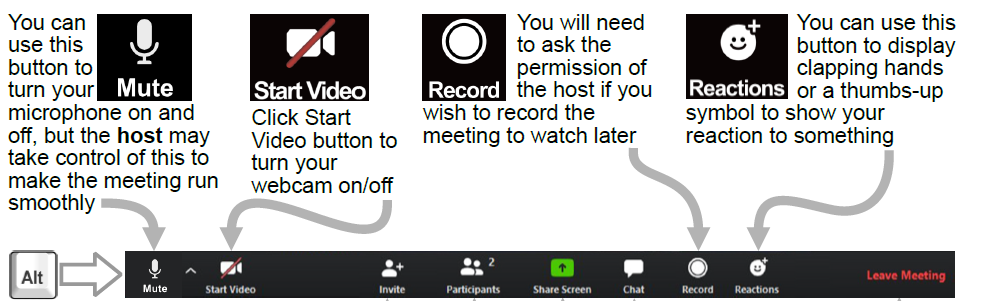 You can
use this
button to
turn your
microphone on and
off, but the host may
take control of this to
make the meeting run
smoothly
Mute
Start Video
Click Start
Video button to
turn your
webcam on/off
Record
You will need
to ask the
permission of
the host if you
wish to record the
meeting to watch later
Reactions
You can use this
button to display
clapping hands
or a thumbs-up
symbol to show your
reaction to something
Alt
Mute
Start Video
Invite
2
Participants
Share Screen
Chat
Record
Reactions
Leave Meeting